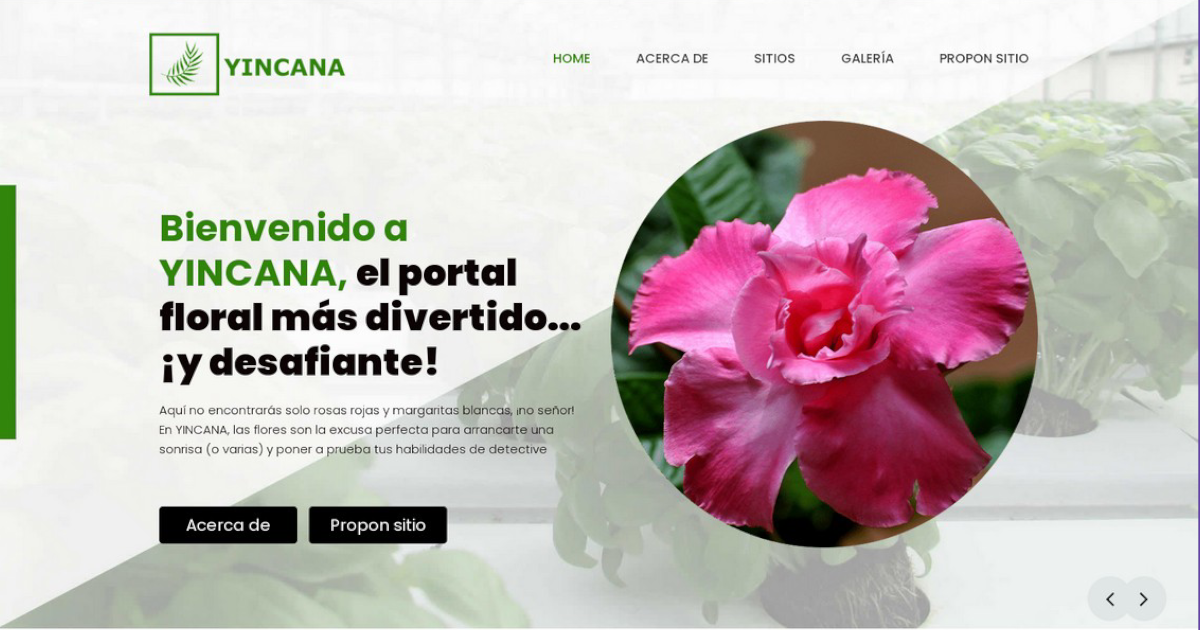 YINCANA
HOME
ACERCA DE
SITIOS
GALERÍA
PROPON SITIO
Bienvenido a
YINCANA, el portal
floral más divertido...
¡y desafiante!
Aquí no encontrarás solo rosas rojas y margaritas blancas, ¡no señor!
En YINCANA, las flores son la excusa perfecta para arrancarte una
sonrisa (o varias) y poner a prueba tus habilidades de detective
Acerca de
Propon sitio